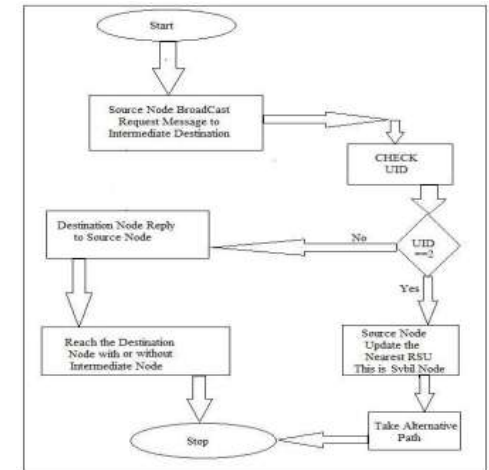 Start
Source Node BroadCast
Request Message to
Intermediate Destination
CHECK
UID
UID
==2
No
Destination Node Reply
to Source Node
Reach the Destination
Node with or without
Intermediate Node
Yes
Source Node
Update the
Nearest RSU
This is Svbil Node
Take Alternative
Path
Stop